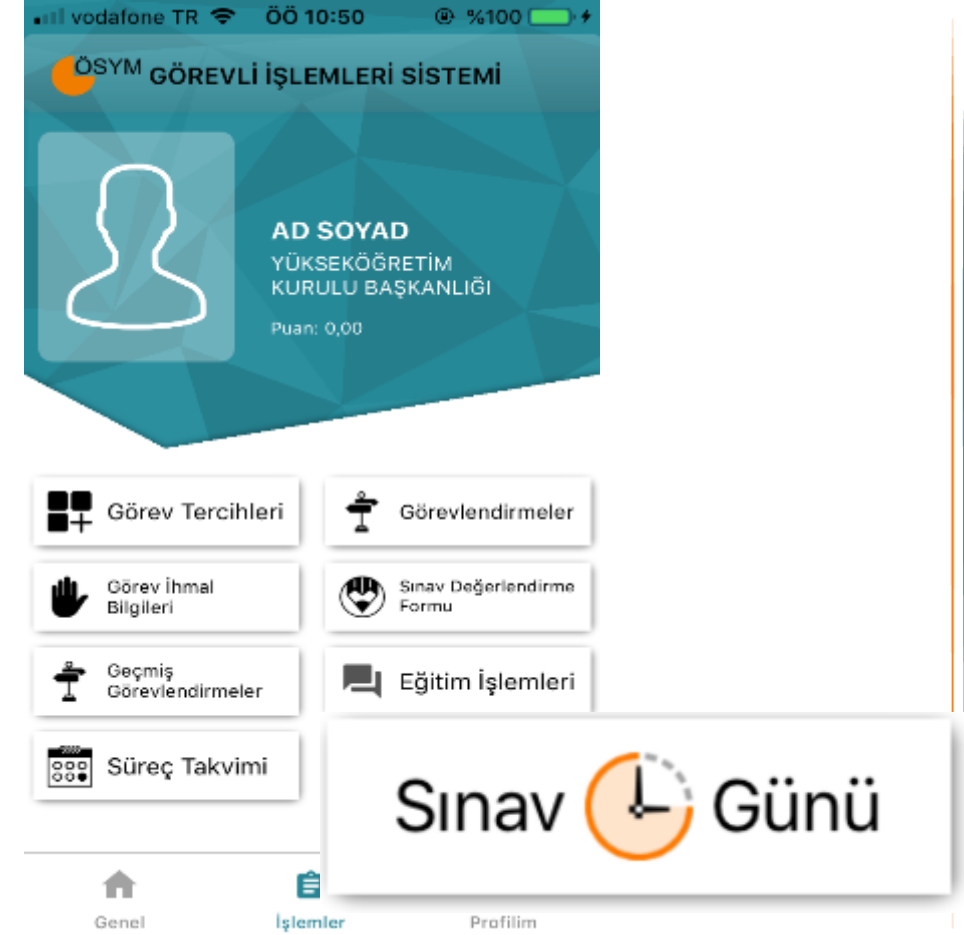 vodafone TR ÖÖ 10:50 %100
ÖSYM GÖREVLİ İŞLEMLERİ SİSTEMİ
AD SOYAD
YÜKSEKÖĞRETİM
KURULU BAŞKANLIĞI
Puan: 0,00
Görev Tercihleri
Görevlendirmeler
Görev İhmal
Bilgileri
Sınav Değerlendirme
Formu
Geçmiş
Görevlendirmeler
Eğitim İşlemleri
Süreç Takvimi
Sınav Günü
Genel
İşlemler
Profilim